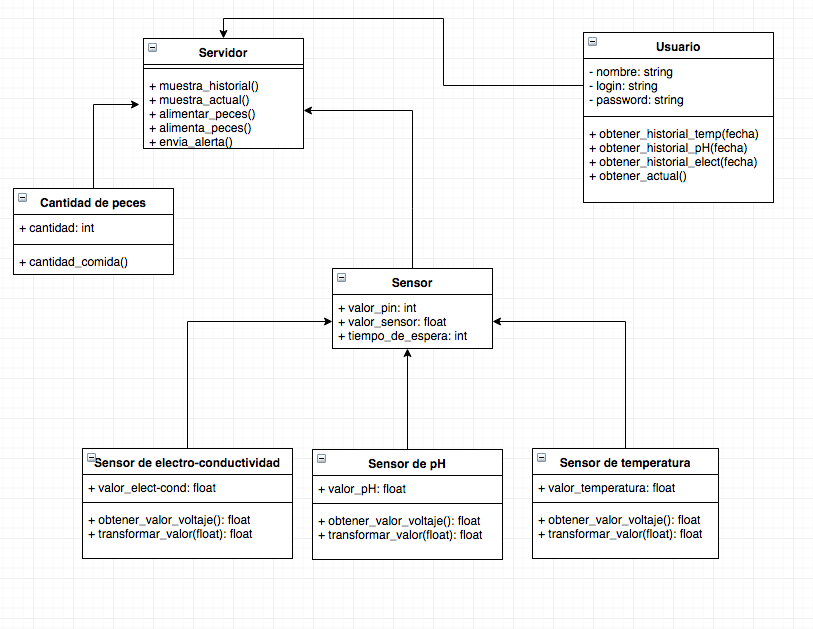 Servidor
+ muestra_historial()
+ muestra_actual()
+ alimentar_peces()
+ alimenta_peces()
+ envia_alerta()
Usuario
- nombre: string
- login: string
- password: string
+ obtener_historial_temp(fecha)
+ obtener_historial_pH(fecha)
+ obtener_historial_elect(fecha)
+ obtener_actual()
Cantidad de peces
+ cantidad: int
+ cantidad_comida()
Sensor
+ valor_pin: int
+ valor_sensor: float
+ tiempo_de_espera: int
Sensor de electro-conductividad
+ valor_elect-cond: float
+ obtener_valor_voltaje(): float
+ transformar_valor(float): float
Sensor de pH
+ valor_pH: float
+ obtener_valor_voltaje(): float
+ transformar_valor(float): float
Sensor de temperatura
+ valor_temperatura: float
+ obtener_valor_voltaje(): float
+ transformar_valor(float): float